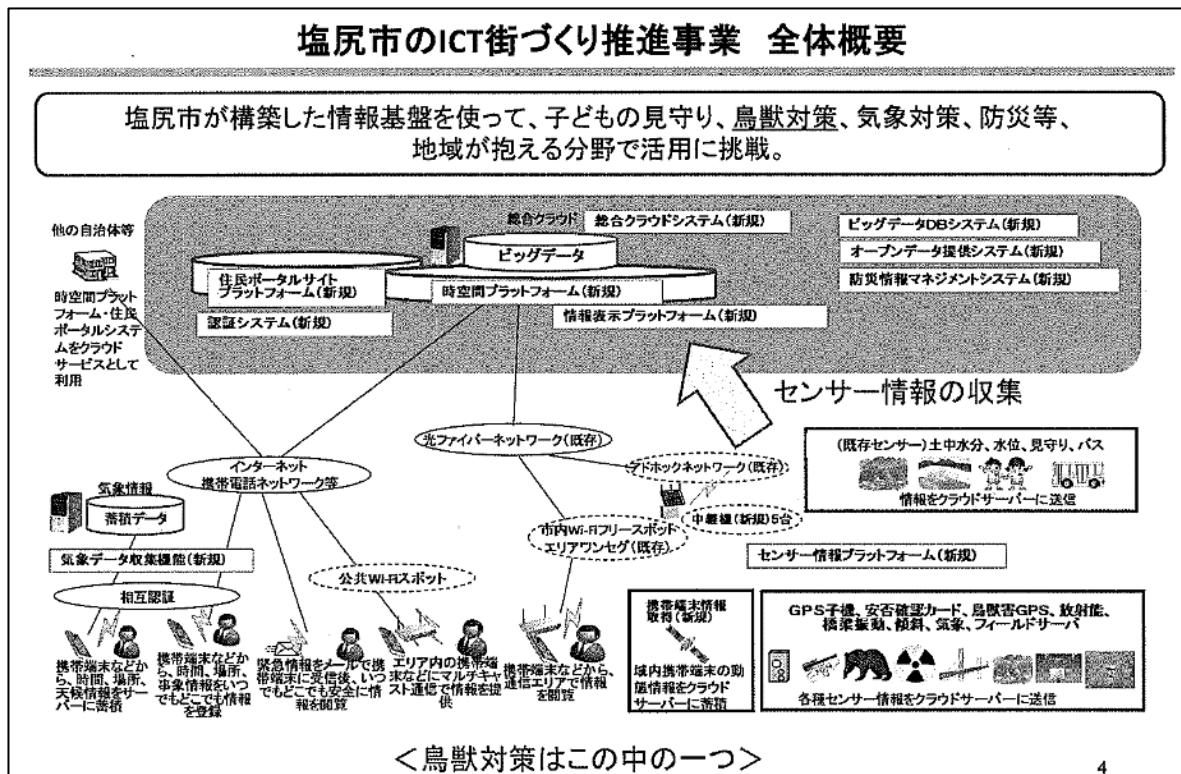 塩尻市のICT街づくり推進事業 全体概要
塩尻市が構築した情報基盤を使って、子どもの見守り、鳥獣対策、気象対策、防災等、
地域が抱える分野で活用に挑戦。
他の自治体等
時空間プラット
フォーム・住民
ポータルシステ
ムをクラウド
サービスとして
利用
総合クラウド
総合クラウドシステム(新規)
ビッグデータ
住民ポータルサイト
プラットフォーム(新規)
時空間プラットフォーム(新規)
認証システム(新規)
情報表示プラットフォーム(新規)
ビッグデータDBシステム(新規)
オープンデータ提供システム(新規)
防災情報マネジメントシステム(新規)
センサー情報の収集
光ファイバーネットワーク(既存)
アドホックネットワーク(既存)
インターネット
携帯電話ネットワーク等
(既存センサー)土中水分、水位、見守り、バス
情報をクラウドサーバーに送信
気象情報
蓄積データ
気象データ収集機能(新規)
相互認証
中継機(新規)5台
市内Wi-Fiフリースポット
エリアワンセグ(既存)
センサー情報プラットフォーム(新規)
公共Wi-Fiスポット
携帯端末などか
ら、時間、場所、
天候情報をサー
バーに蓄積
携帯端末などか
ら、時間、場所、
事象情報をいつ
でもどこでも情報
を登録
緊急情報をメールで携
帯端末に受信後、いつ
でもどこでも安全に情
報を閲覧
エリア内の携帯端
末などにマルチキャ
スト通信で情報を提
供
携帯端末などから、
通信エリアで情報
を閲覧
携帯端末情報
取得(新規)
域内携帯端末の動
態情報をクラウド
サーバーに蓄積
GPS子機、安否確認カード、鳥獣害GPS、放射能、
橋梁振動、傾斜、気象、フィールドサーバ
各種センサー情報をクラウドサーバーに送信
<鳥獣対策はこの中の一つ>
4